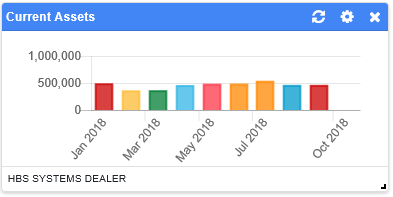 Current Assets
1,000,000
500,000
0
Jan 2018
Mar 2018
May 2018
Jul 2018
Oct 2018
HBS SYSTEMS DEALER